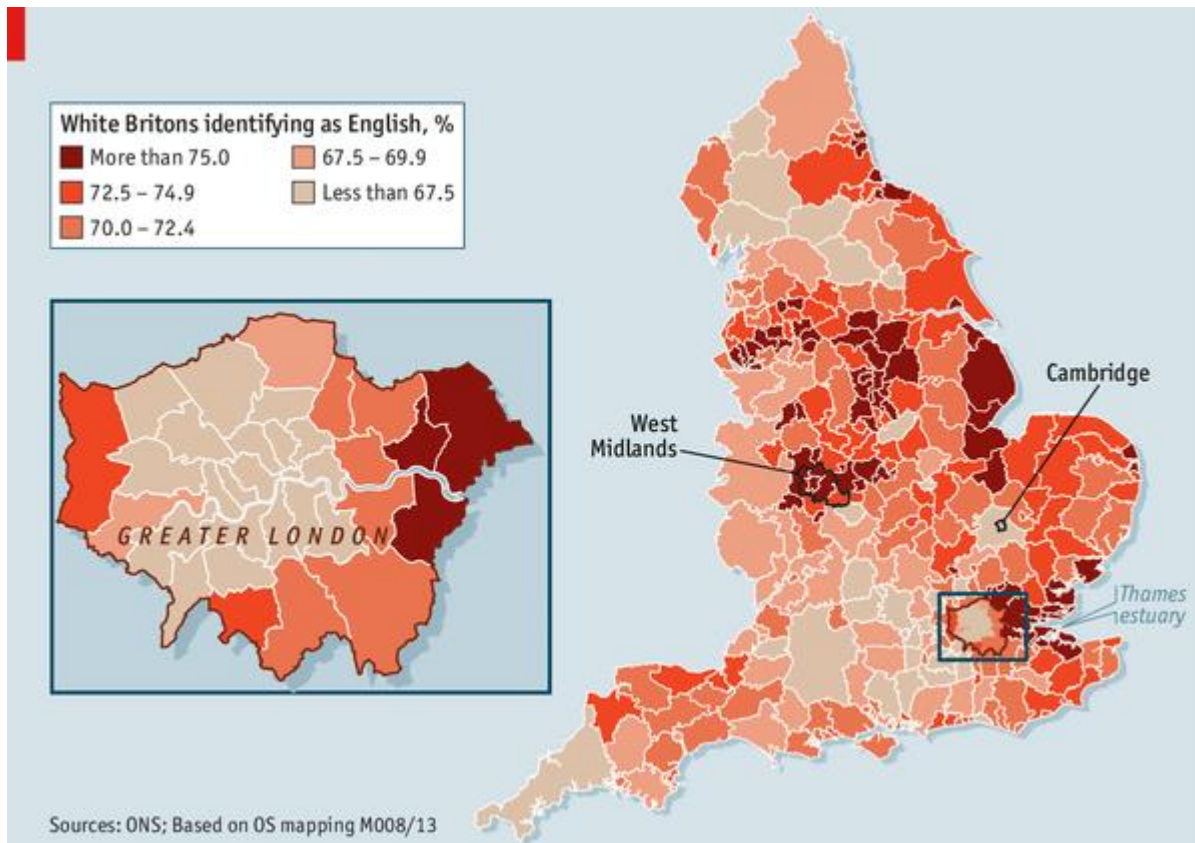 White Britons identifying as English, %
More than 75.0
72.5 – 74.9
70.0 – 72.4
67.5 – 69.9
Less than 67.5
GREATER LONDON
West
Midlands
Cambridge
Thames
estuary
Sources: ONS; Based on OS mapping M008/13